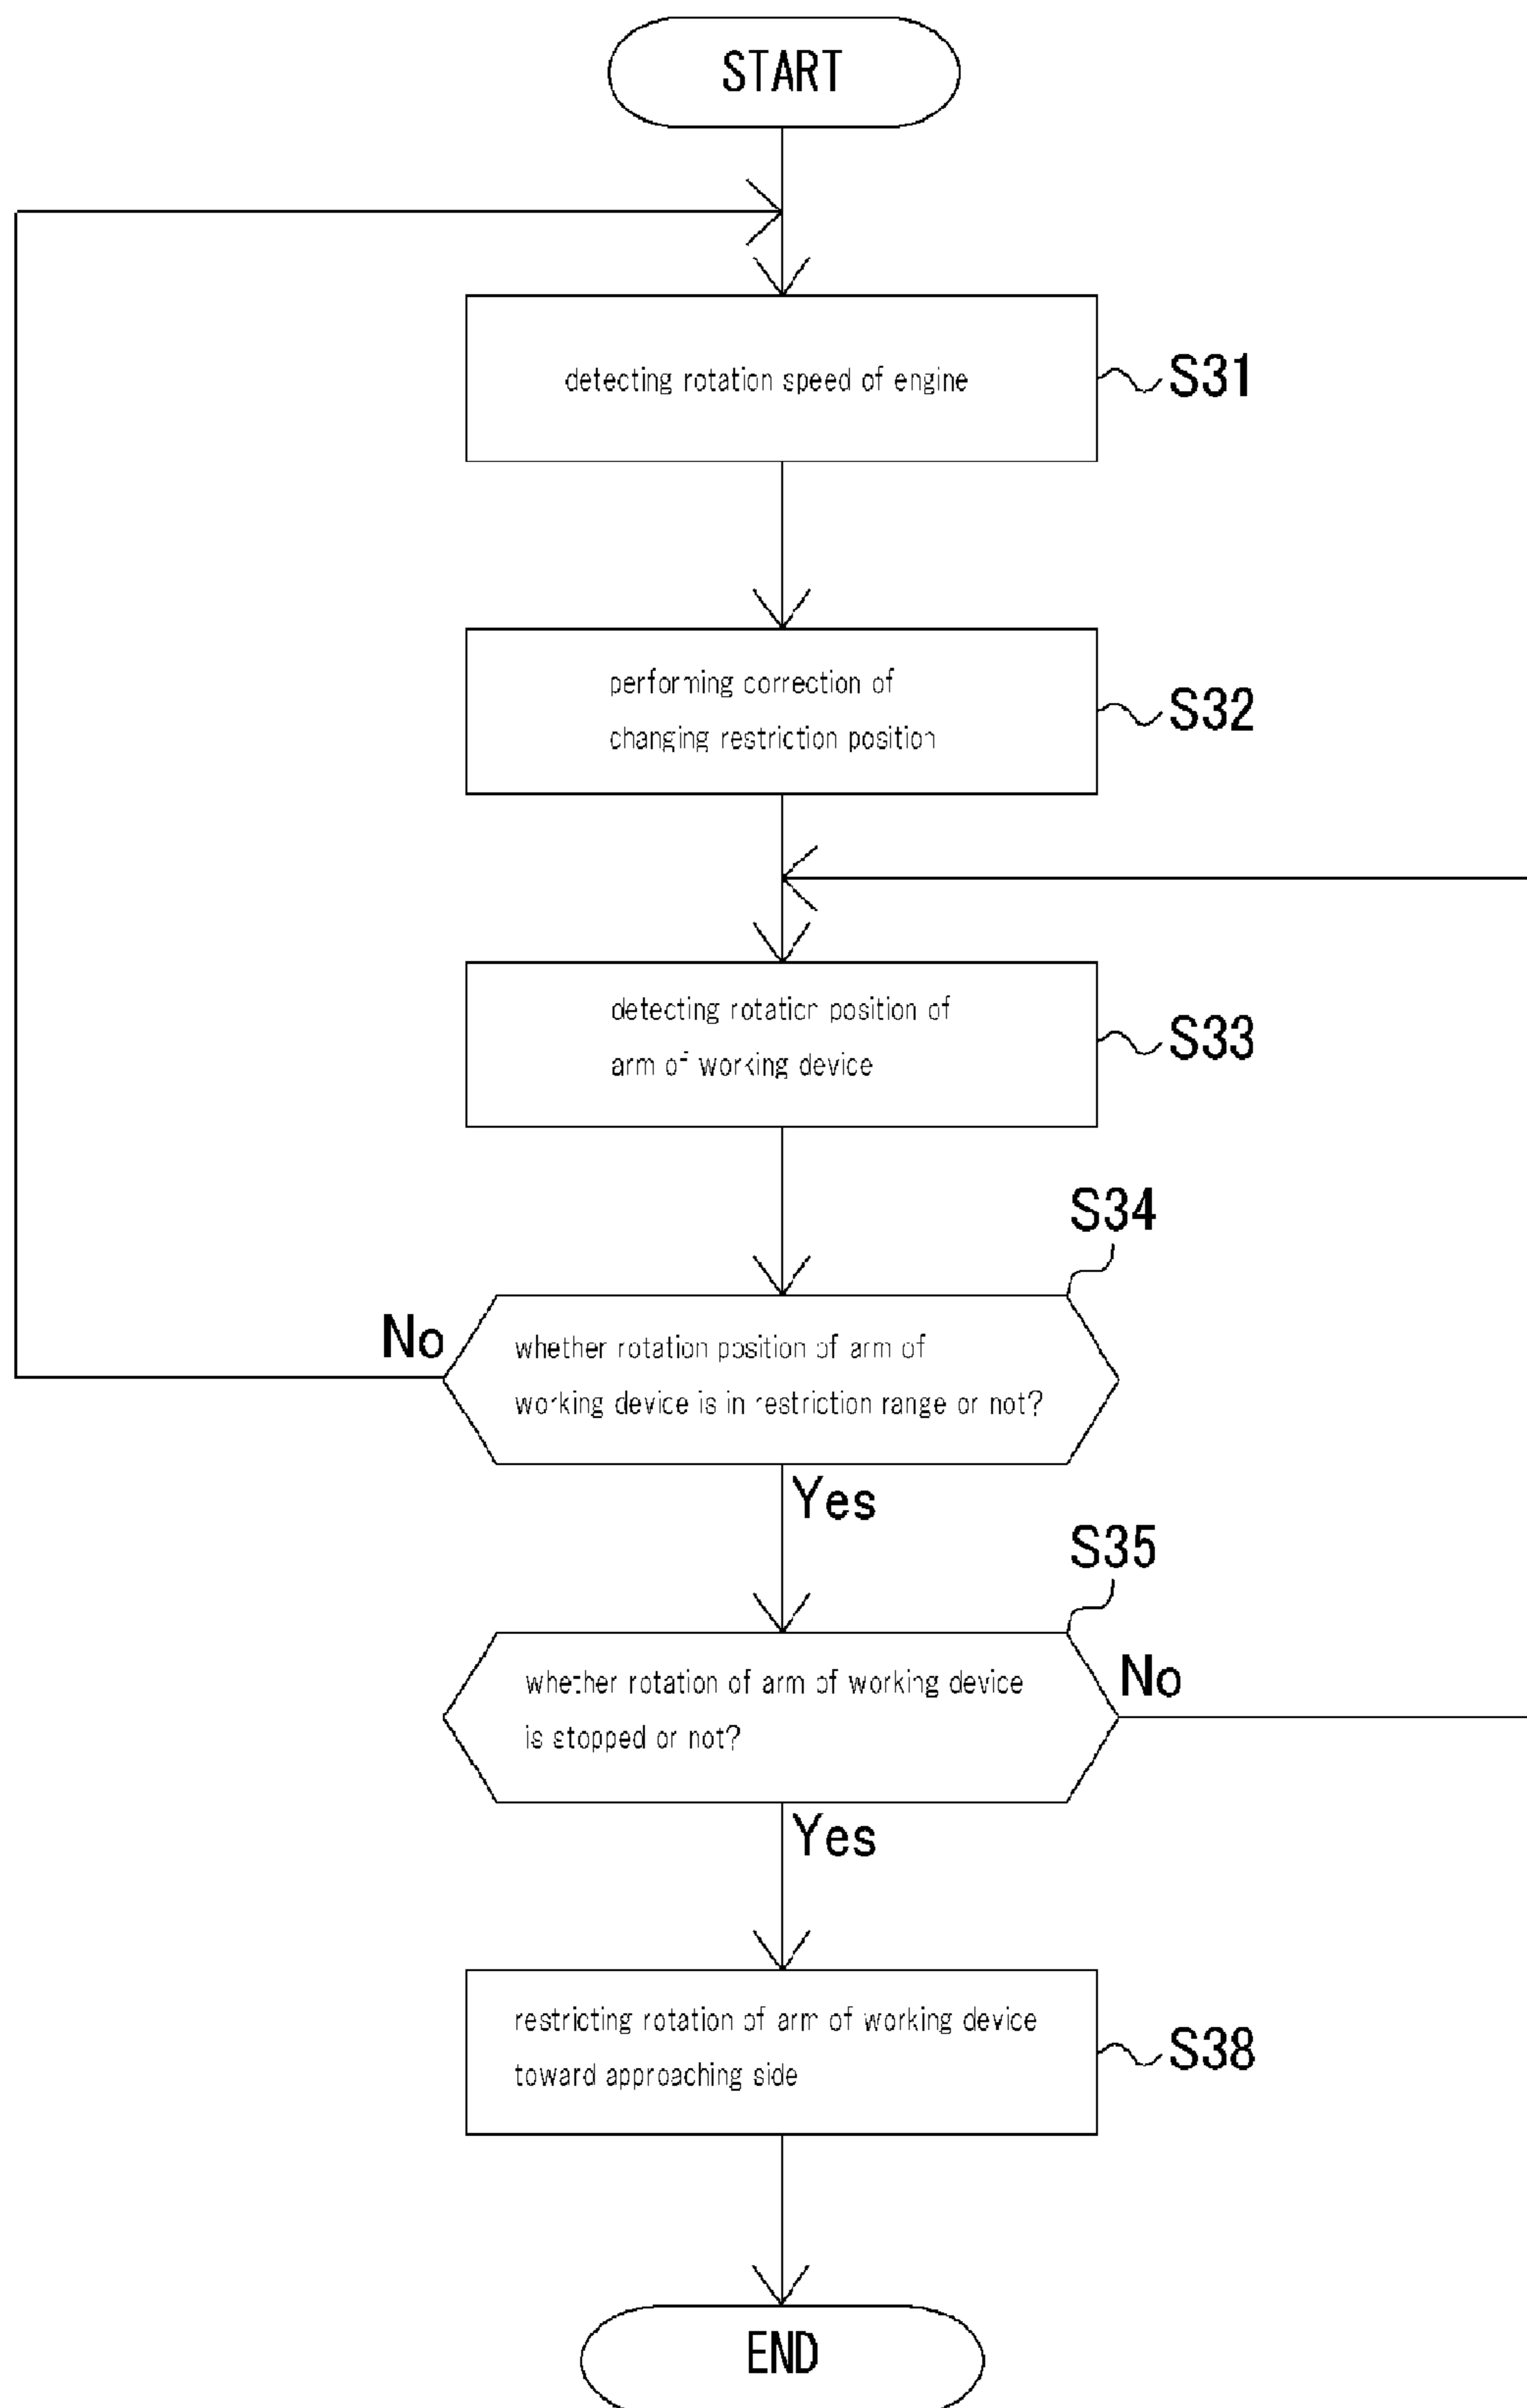 START
detecting rotation speed of engine
S31
performing correction of
changing restriction position
S32
detecting rotation position of
arm of working device
S33
S34
No
whether rotation position of arm of
working device is in restriction range or not?
Yes
S35
whether rotation of arm of working device
is stopped or not?
No
Yes
restricting rotation of arm of working device
toward approaching side
S38
END